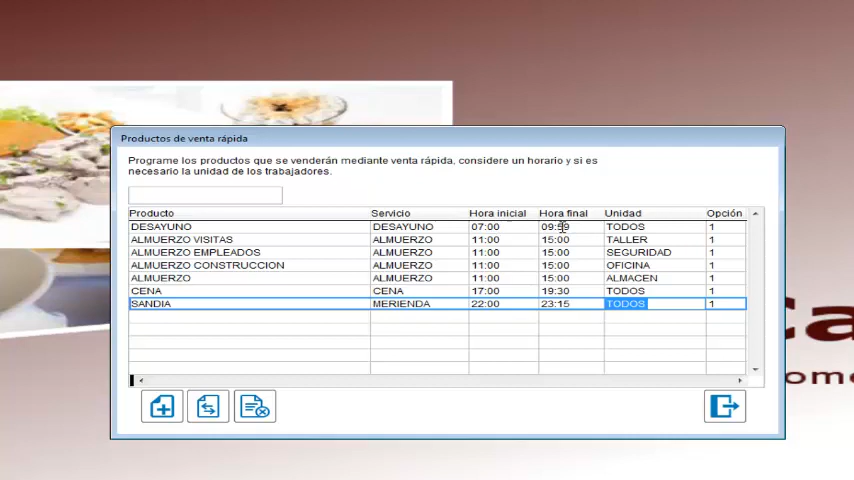 Productos de venta rápida
Programe los productos que se venderán mediante venta rápida, considere un horario y si es
necesario la unidad de los trabajadores.
Producto Servicio Hora inicial Hora final Unidad Opción
DESAYUNO DESAYUNO 07:00 09:59 TODOS 1
ALMUERZO VISITAS ALMUERZO 11:00 15:00 TALLER 1
ALMUERZO EMPLEADOS ALMUERZO 11:00 15:00 SEGURIDAD 1
ALMUERZO CONSTRUCCION ALMUERZO 11:00 15:00 OFICINA 1
ALMUERZO ALMUERZO 11:00 15:00 ALMACEN 1
CENA CENA 17:00 19:30 TODOS 1
SANDIA MERIENDA 22:00 23:15 TODOS 1
Ca
ome